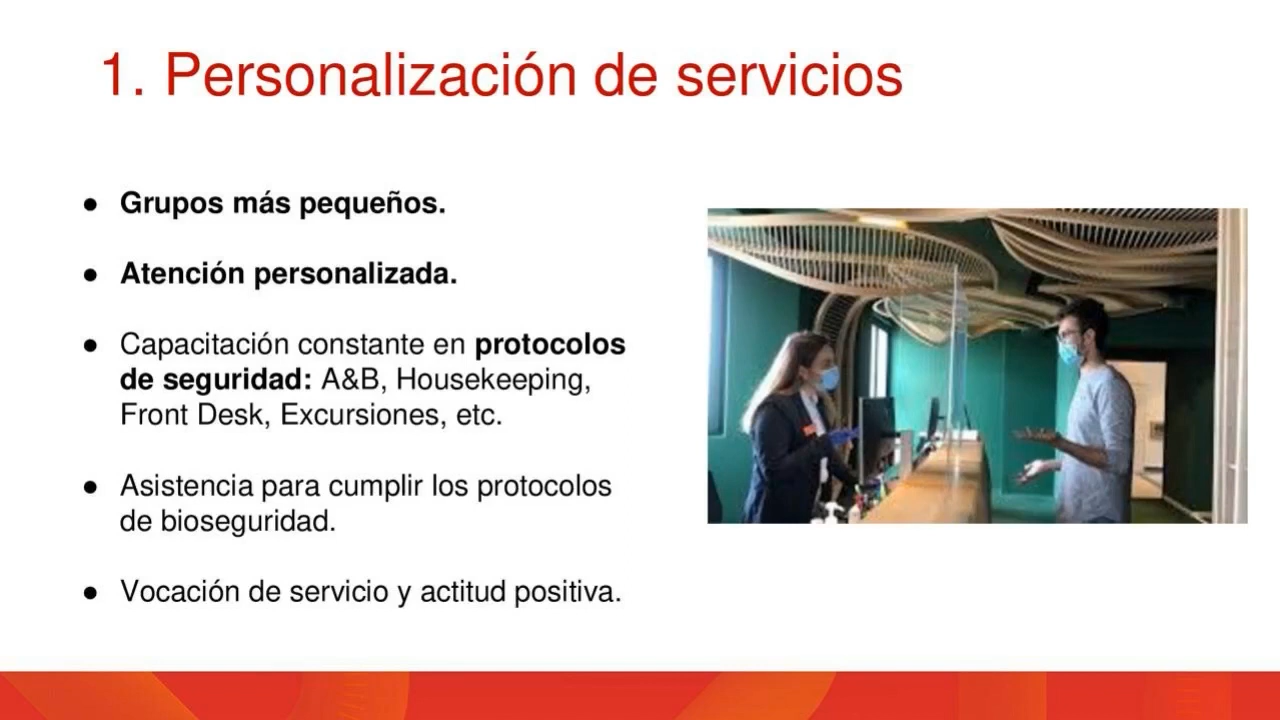 1. Personalización de servicios
● Grupos más pequeños.
● Atención personalizada.
● Capacitación constante en protocolos
de seguridad: A&B, Housekeeping,
Front Desk, Excursiones, etc.
● Asistencia para cumplir los protocolos
de bioseguridad.
● Vocación de servicio y actitud positiva.